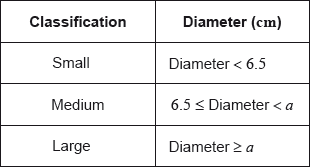 Classification Diameter (cm)
Small Diameter < 6.5
Medium 6.5 ≤ Diameter < a
Large Diameter ≥ a